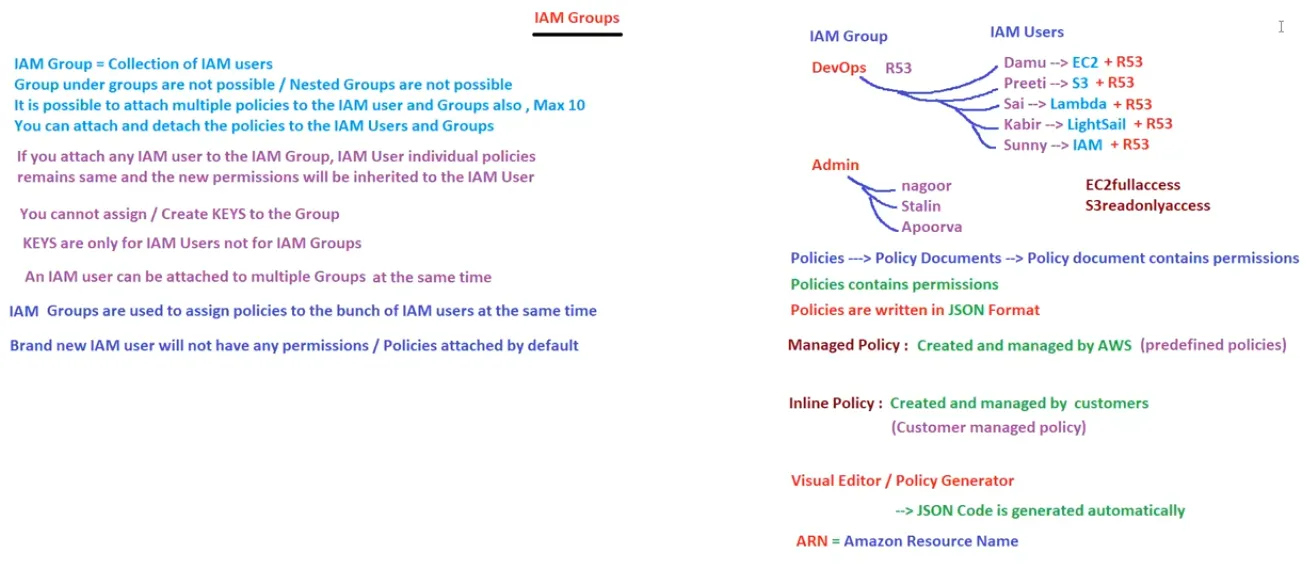 IAM Groups
IAM Group = Collection of IAM users
Group under groups are not possible / Nested Groups are not possible
It is possible to attach multiple policies to the IAM user and Groups also , Max 10
You can attach and detach the policies to the IAM Users and Groups
If you attach any IAM user to the IAM Group, IAM User individual policies
remains same and the new permissions will be inherited to the IAM User
You cannot assign / Create KEYS to the Group
KEYS are only for IAM Users not for IAM Groups
An IAM user can be attached to multiple Groups at the same time
IAM Groups are used to assign policies to the bunch of IAM users at the same time
Brand new IAM user will not have any permissions / Policies attached by default
IAM Group
IAM Users
DevOps R53
Damu --> EC2 + R53
Preeti --> S3 + R53
Sai --> Lambda + R53
Kabir --> LightSail + R53
Sunny --> IAM + R53
Admin
nagoor
Stalin
Apoorva
EC2fullaccess
S3readonlyaccess
Policies ---> Policy Documents --> Policy document contains permissions
Policies contains permissions
Policies are written in JSON Format
Managed Policy : Created and managed by AWS (predefined policies)
Inline Policy : Created and managed by customers
(Customer managed policy)
Visual Editor / Policy Generator
--> JSON Code is generated automatically
ARN = Amazon Resource Name